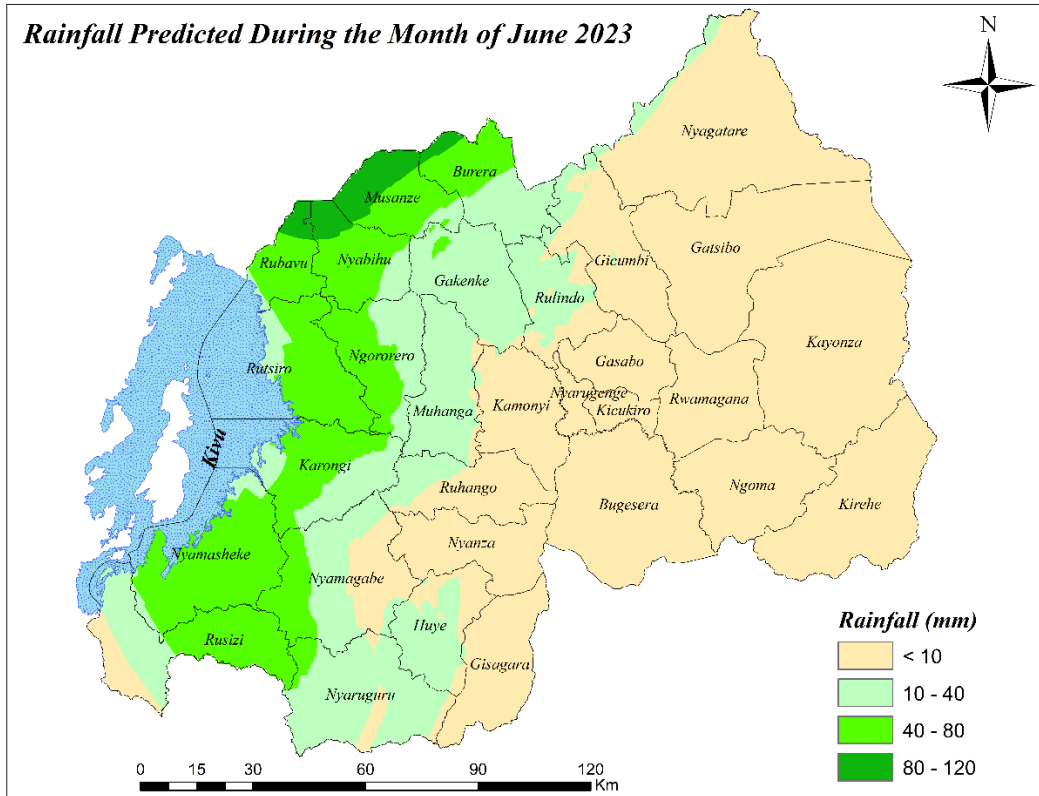 Rainfall Predicted During the Month of June 2023
N
Nyagatare
Burera
Musanze
Gatsibo
Rubavu
Nyabihu
Gicumbi
Gakenke
Rulindo
Kayonza
Ngororero
Gasabo
Rutsiro
Nyarugenge
Rwamagana
Muhanga
Kamonyi
Kicukiro
Kivu
Karongi
Ruhango
Ngoma
Bugesera
Kirehe
Nyanza
Nyamasheke
Nyamagabe
Huye
Rusizi
Gisagara
Nyaruguru
Rainfall (mm)
< 10
10 - 40
40 - 80
80 - 120
0 15 30 60 90 120
Km